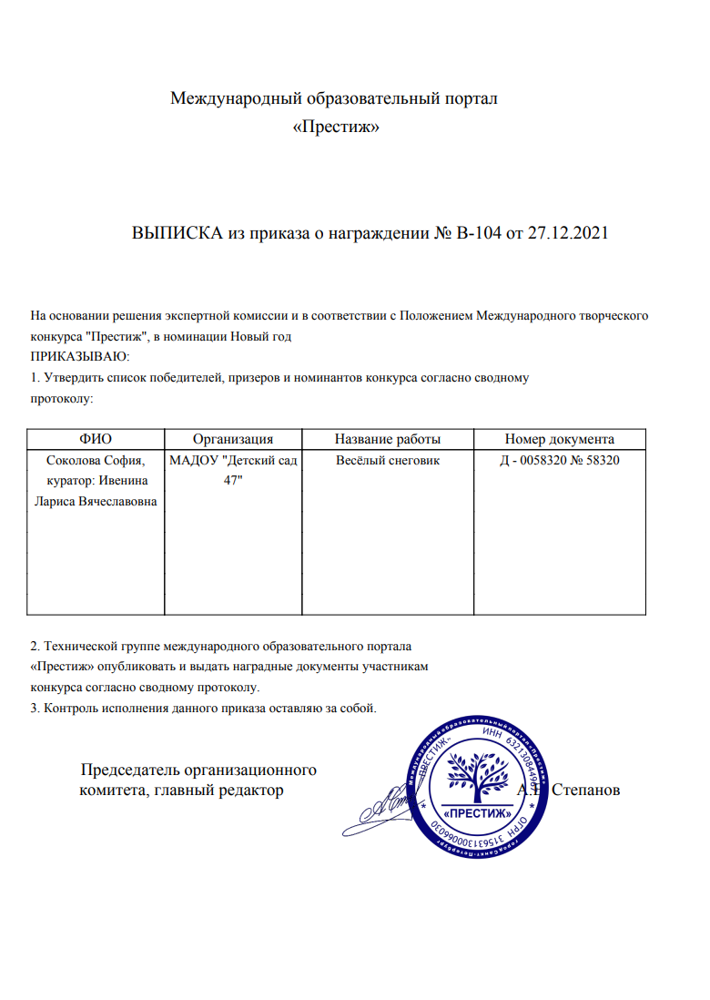 Международный образовательный портал
«Престиж»
ВЫПИСКА из приказа о награждении № В-104 от 27.12.2021
На основании решения экспертной комиссии и в соответствии с Положением Международного творческого
конкурса "Престиж", в номинации Новый год
ПРИКАЗЫВАЮ:
1. Утвердить список победителей, призеров и номинантов конкурса согласно сводному
протоколу:
ФИО Организация Название работы Номер документа
Соколова София, МАДОУ "Детский сад Весёлый снеговик Д - 0058320 № 58320
куратор: Ивенина 47"
Лариса Вячеславовна
2. Технической группе международного образовательного портала
«Престиж» опубликовать и выдать наградные документы участникам
конкурса согласно сводному протоколу.
3. Контроль исполнения данного приказа оставляю за собой.
Председатель организационного
комитета, главный редактор
Международный образовательный портал «Престиж»
город Санкт-Петербург
«ПРЕСТИЖ»
ИНН 632130844967
ОГРН 315631300066030
«ПРЕСТИЖ»
Степанов